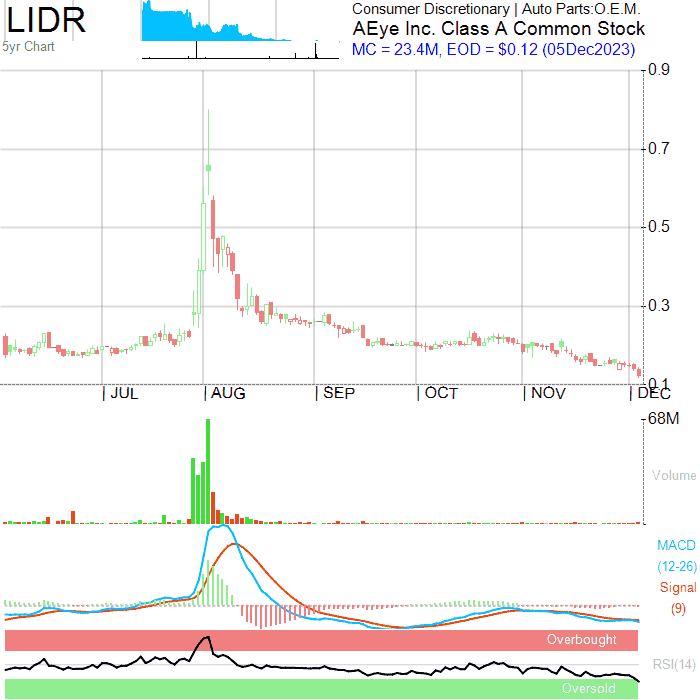 LIDR
5yr Chart
Consumer Discretionary | Auto Parts:O.E.M.
AEye Inc. Class A Common Stock
MC = 23.4M, EOD = $0.12 (05Dec2023)
0.9
0.7
0.5
0.3
0.1
| JUL | AUG | SEP | OCT | NOV | DEC
68M
Volume
MACD
(12-26)
Signal
(9)
Overbought
RSI(14)
Oversold